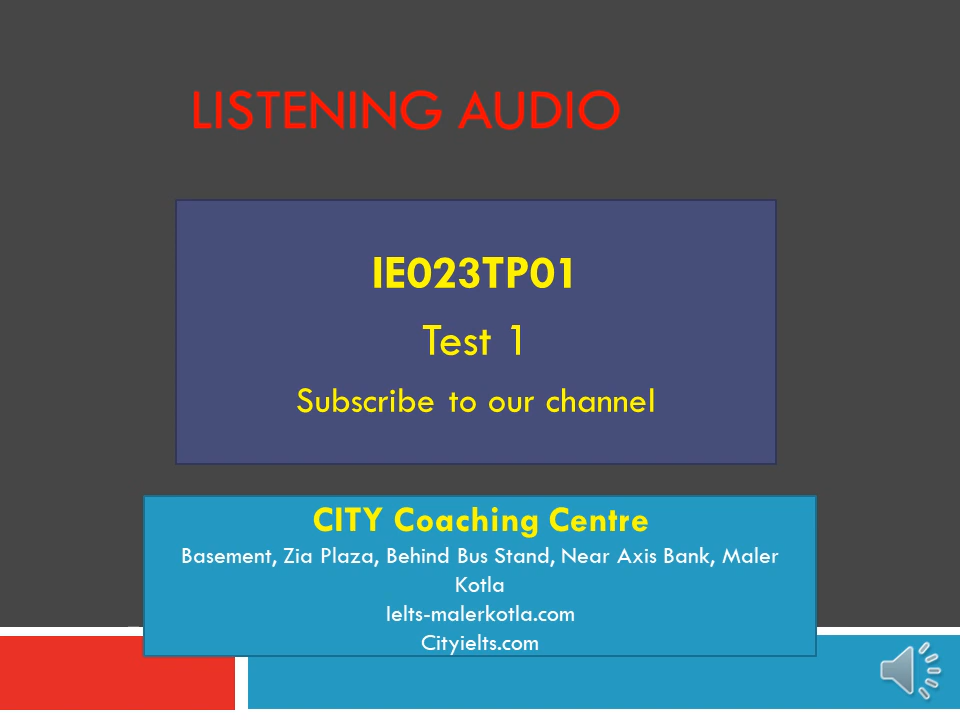 LISTENING AUDIO
IE023TP01
Test 1
Subscribe to our channel
CITY Coaching Centre
Basement, Zia Plaza, Behind Bus Stand, Near Axis Bank, Maler
Kotla
Ielts-malerkotla.com
Cityielts.com